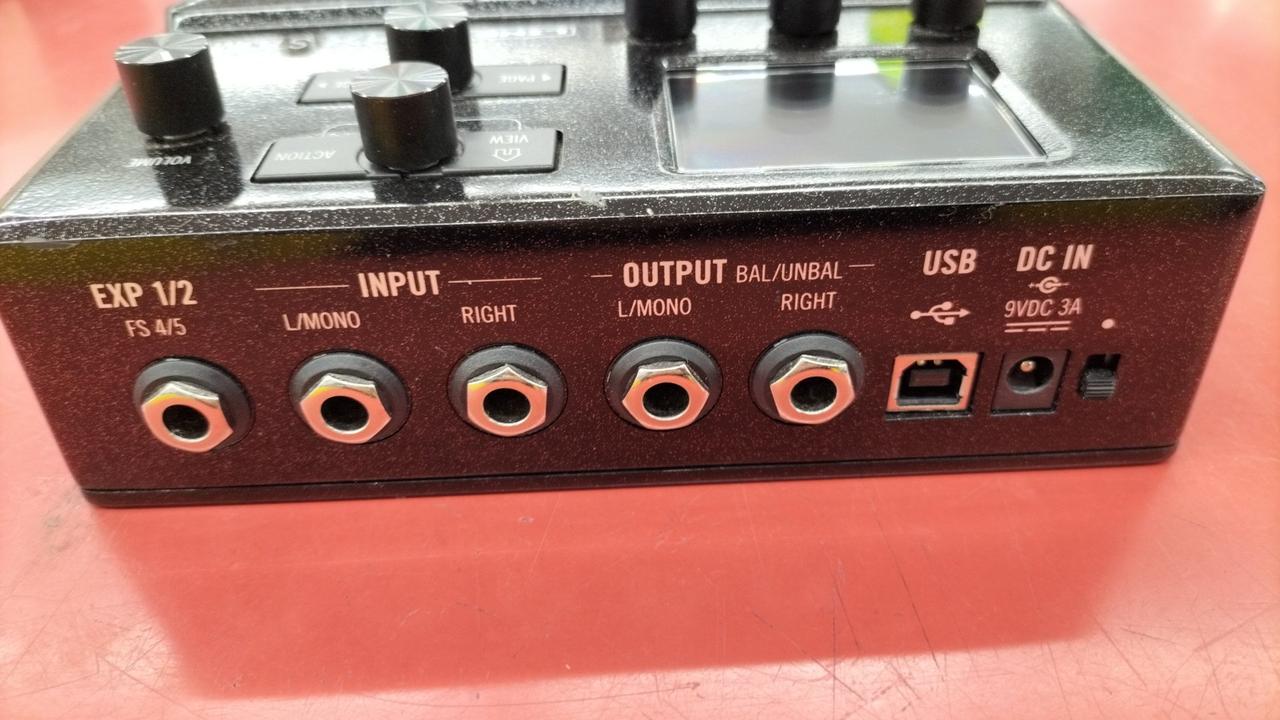 PAGE
ACTION
VIEW
VOLUME
EXP 1/2
FS 4/5
INPUT
L/MONO
RIGHT
OUTPUT BAL/UNBAL
L/MONO
RIGHT
USB
DC IN
9VDC 3A